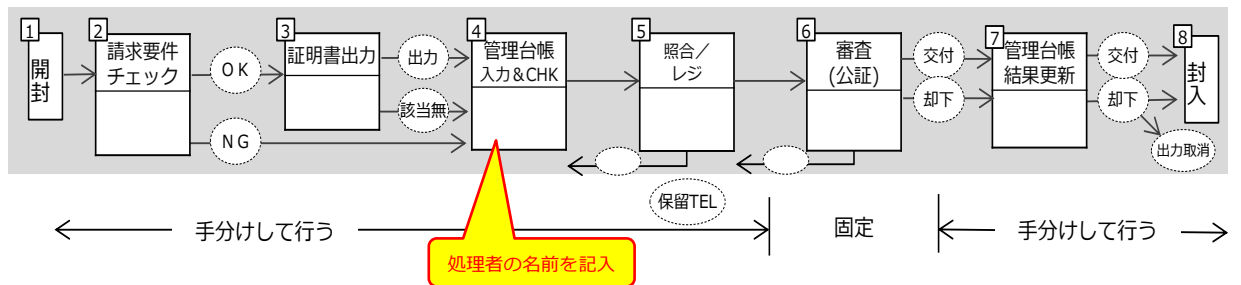 1
開封
2
請求要件
チェック
OK
NG
3
証明書出力
出力
該当無
4
管理台帳
入力＆CHK
5
照合／
レジ
6
審査
(公証)
交付
却下
7
管理台帳
結果更新
交付
却下
出力取消
8
封入
保留TEL
手分けして行う
固定
手分けして行う
処理者の名前を記入